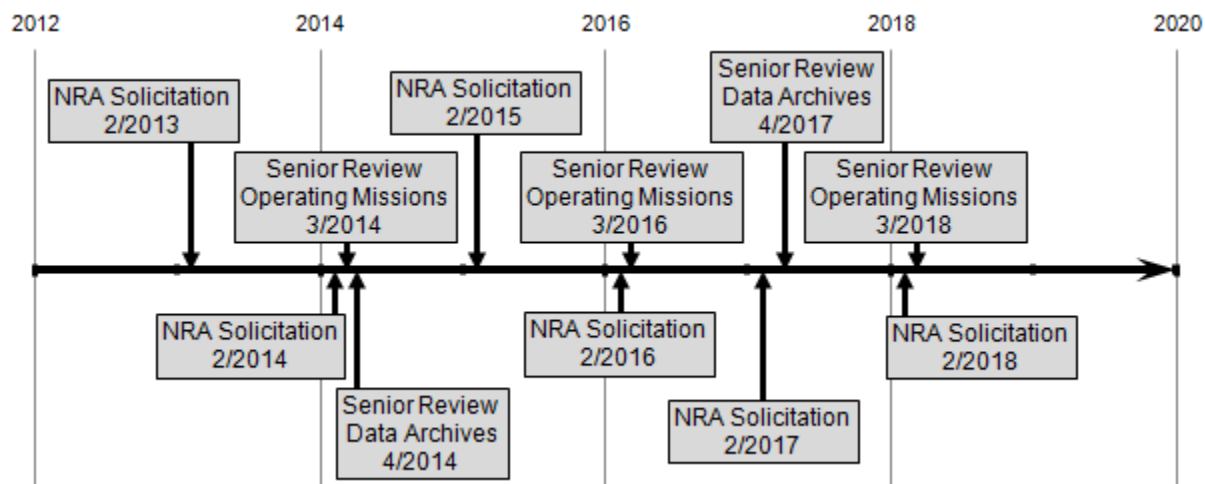 2012
2014
2016
2018
2020
NRA Solicitation
2/2013
NRA Solicitation
2/2015
Senior Review
Data Archives
4/2017
Senior Review
Operating Missions
3/2014
Senior Review
Operating Missions
3/2016
Senior Review
Operating Missions
3/2018
NRA Solicitation
2/2014
NRA Solicitation
2/2016
NRA Solicitation
2/2018
Senior Review
Data Archives
4/2014
NRA Solicitation
2/2017